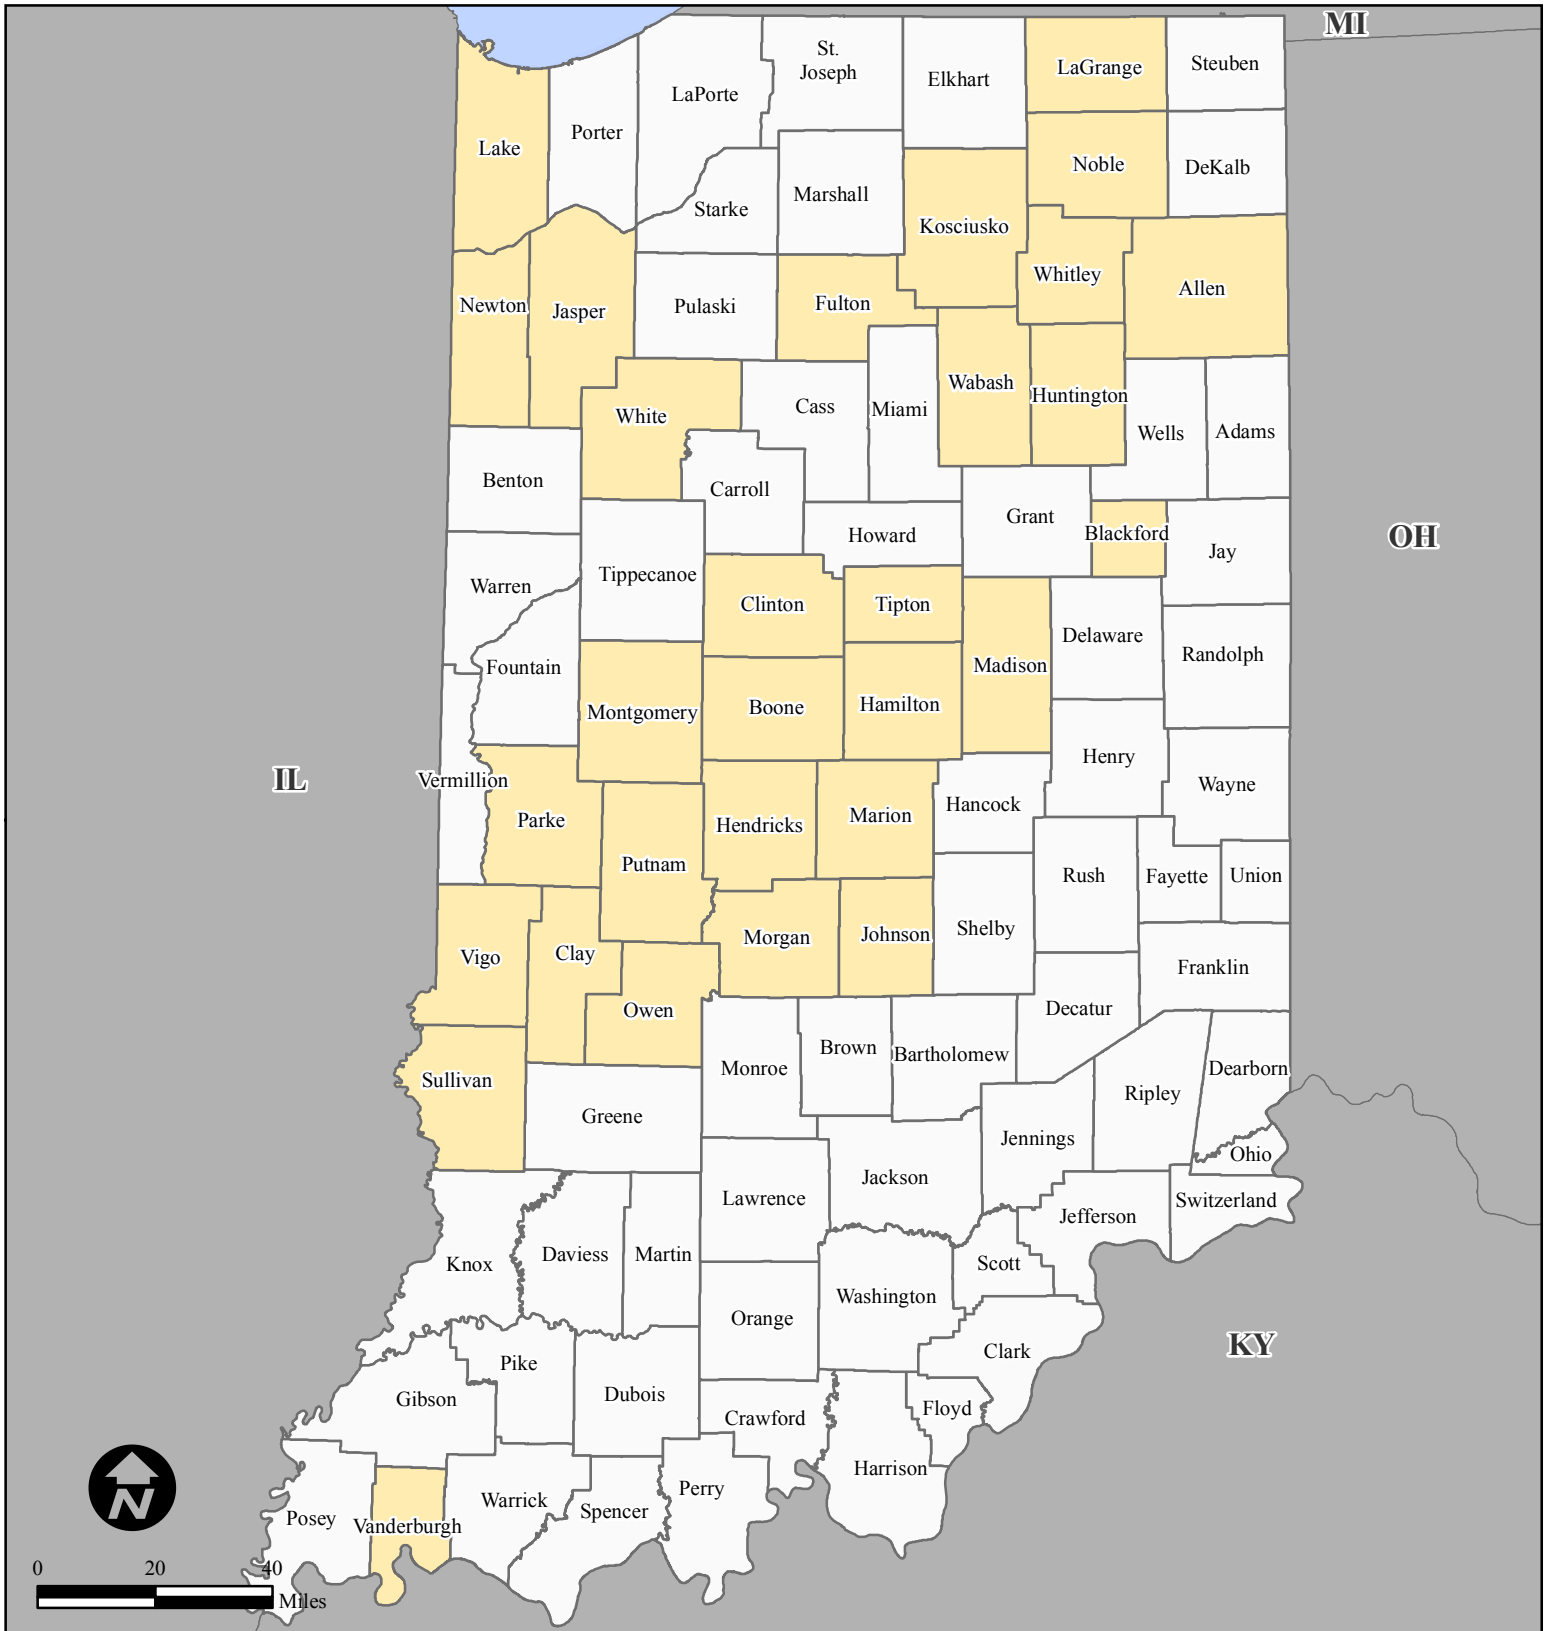 MI
St.
Joseph
LaGrange
Steuben
Elkhart
LaPorte
Porter
Lake
Noble
DeKalb
Marshall
Starke
Kosciusko
Whitley
Allen
Newton
Jasper
Pulaski
Fulton
Wabash
Huntington
White
Cass
Miami
Wells
Adams
Benton
Carroll
Grant
Howard
Blackford
OH
Jay
Warren
Tippecanoe
Clinton
Tipton
Delaware
Randolph
Fountain
Madison
Montgomery
Boone
Hamilton
Henry
IL
Vermillion
Wayne
Hancock
Parke
Hendricks
Marion
Putnam
Rush
Fayette
Union
Shelby
Johnson
Morgan
Clay
Vigo
Franklin
Owen
Decatur
Brown
Bartholomew
Monroe
Dearborn
Sullivan
Ripley
Greene
Jennings
Ohio
Jackson
Lawrence
Switzerland
Jefferson
Knox
Daviess
Martin
Scott
Washington
Orange
KY
Clark
Pike
Dubois
Gibson
Floyd
Crawford
Harrison
Perry
Warrick
Spencer
Posey
Vanderburgh
N
0 20 40
Miles